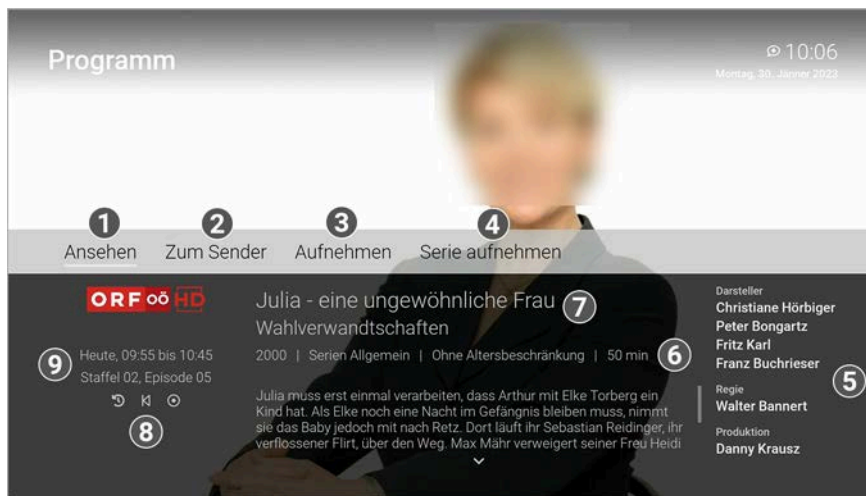 Programm
10:06
Montag, 30. Jänner 2023
1 2 3 4
Ansehen Zum Sender Aufnehmen Serie aufnehmen
ORF OÖ HD
9
Heute, 09:55 bis 10:45
Staffel 02, Episode 05
8
Julia - eine ungewöhnliche Frau 7
Wahlverwandtschaften
2000 | Serien Allgemein | Ohne Altersbeschränkung | 50 min 6
Julia muss erst einmal verarbeiten, dass Arthur mit Elke Torberg ein
Kind hat. Als Elke noch eine Nacht im Gefängnis bleiben muss, nimmt
sie das Baby jedoch mit nach Retz. Dort läuft ihr Sebastian Reidinger, ihr
verflossener Flirt, über den Weg. Max Mähr verweigert seiner Freu Heidi
Darsteller
Christiane Hörbiger
Peter Bongartz
Fritz Karl
Franz Buchrieser
5
Regie
Walter Bannert
Produktion
Danny Krausz